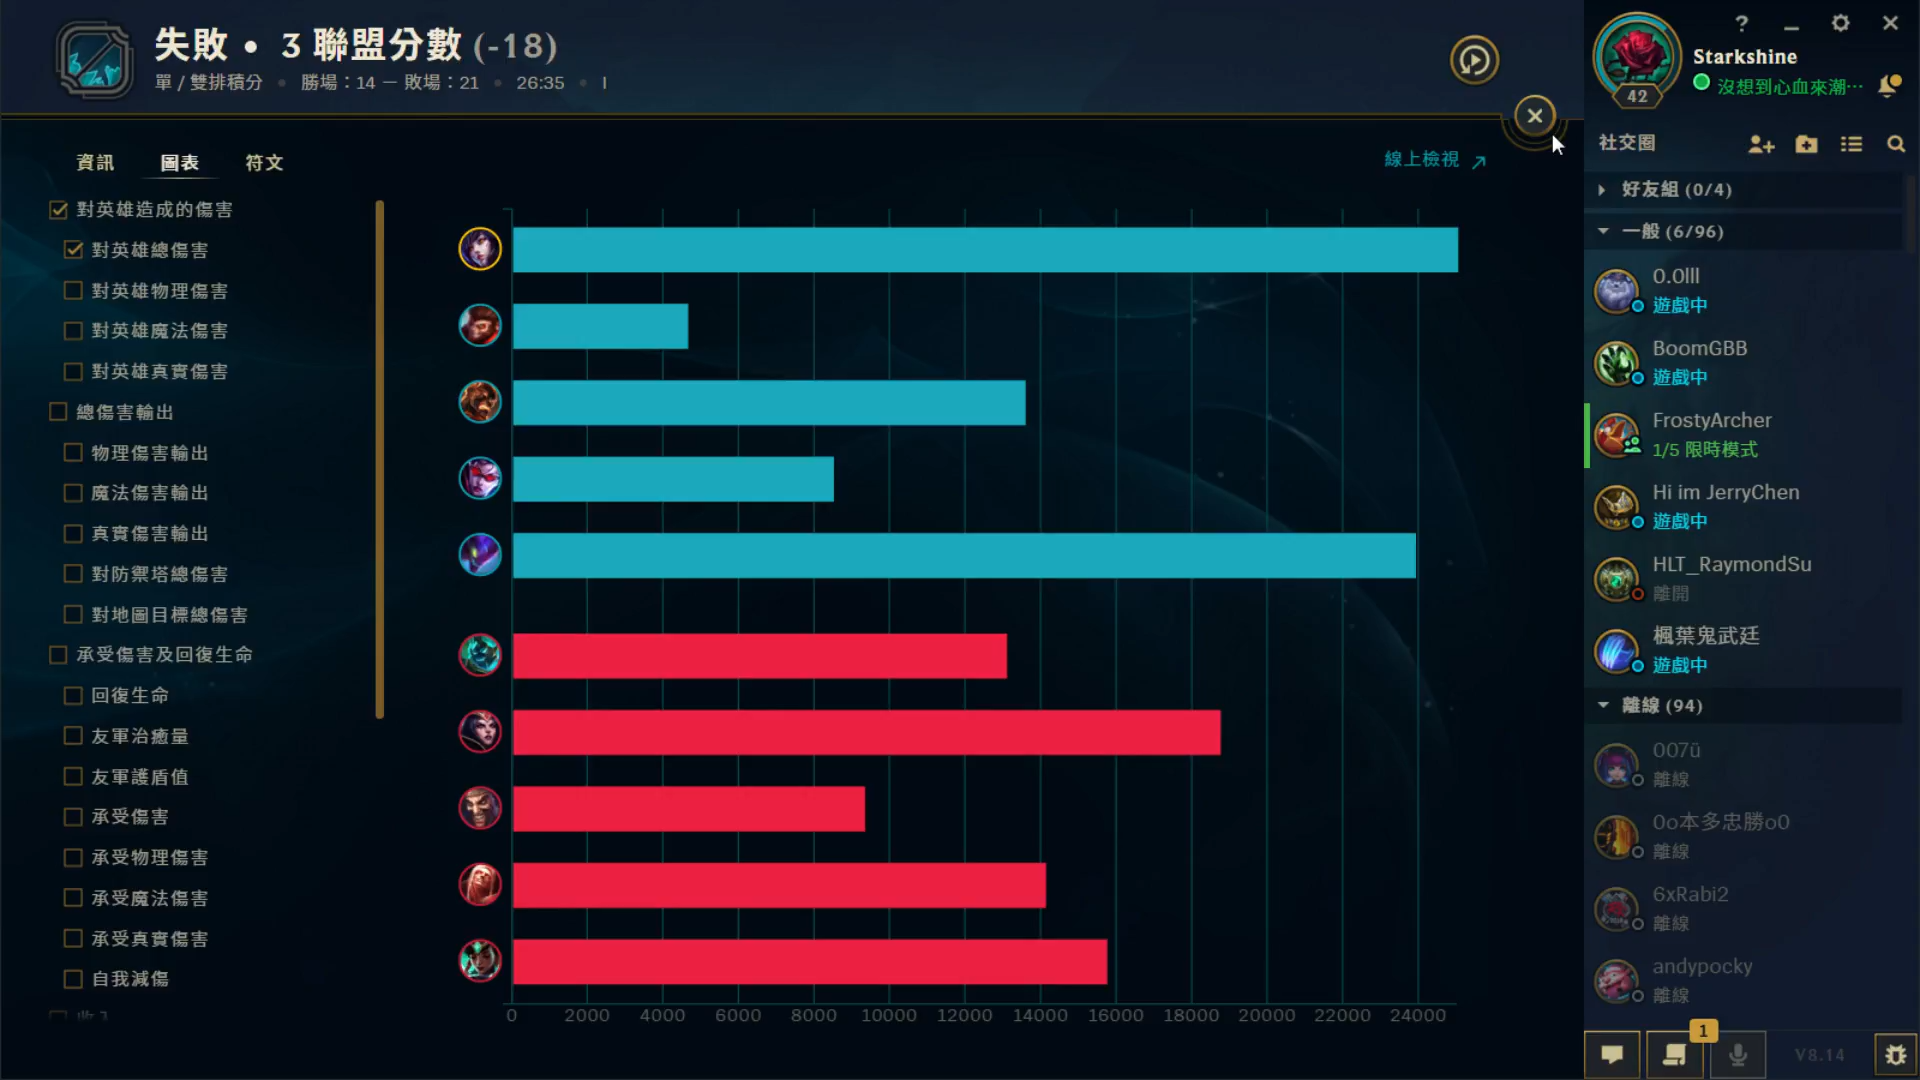 失敗 • 3 聯盟分數 (-18)
單 / 雙排積分 • 勝場：14 － 敗場：21 • 26:35 • I
資訊 圖表 符文
線上檢視
對英雄造成的傷害
對英雄總傷害
對英雄物理傷害
對英雄魔法傷害
對英雄真實傷害
總傷害輸出
物理傷害輸出
魔法傷害輸出
真實傷害輸出
對防禦塔總傷害
對地圖目標總傷害
承受傷害及回復生命
回復生命
友軍治癒量
友軍護盾值
承受傷害
承受物理傷害
承受魔法傷害
承受真實傷害
自我減傷
0 2000 4000 6000 8000 10000 12000 14000 16000 18000 20000 22000 24000
?
42
Starkshine
沒想到心血來潮…
社交圈
好友組 (0/4)
一般 (6/96)
0.0lll
遊戲中
BoomGBB
遊戲中
FrostyArcher
1/5 限時模式
Hi im JerryChen
遊戲中
HLT_RaymondSu
離開
楓葉鬼武廷
遊戲中
離線 (94)
007ü
離線
0o本多忠勝o0
離線
6xRabi2
離線
andypocky
離線
1
V8.14